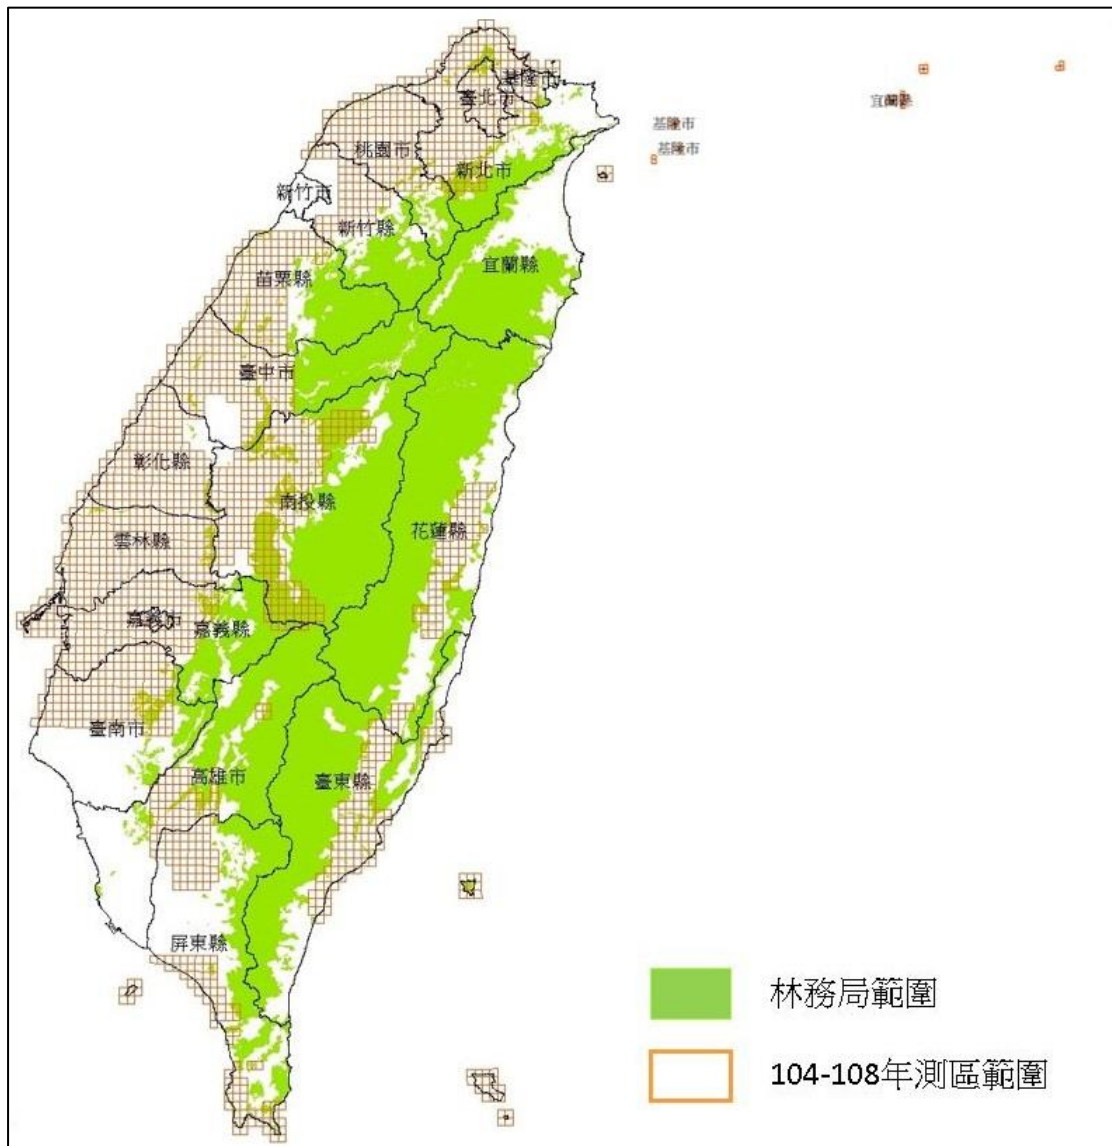 基隆市
臺北市
宜蘭縣
基隆市
基隆市
桃園市
新北市
新竹市
新竹縣
宜蘭縣
苗栗縣
臺中市
彰化縣
南投縣
花蓮縣
雲林縣
嘉義市
嘉義縣
臺南市
高雄市
臺東縣
屏東縣
林務局範圍
104-108年測區範圍